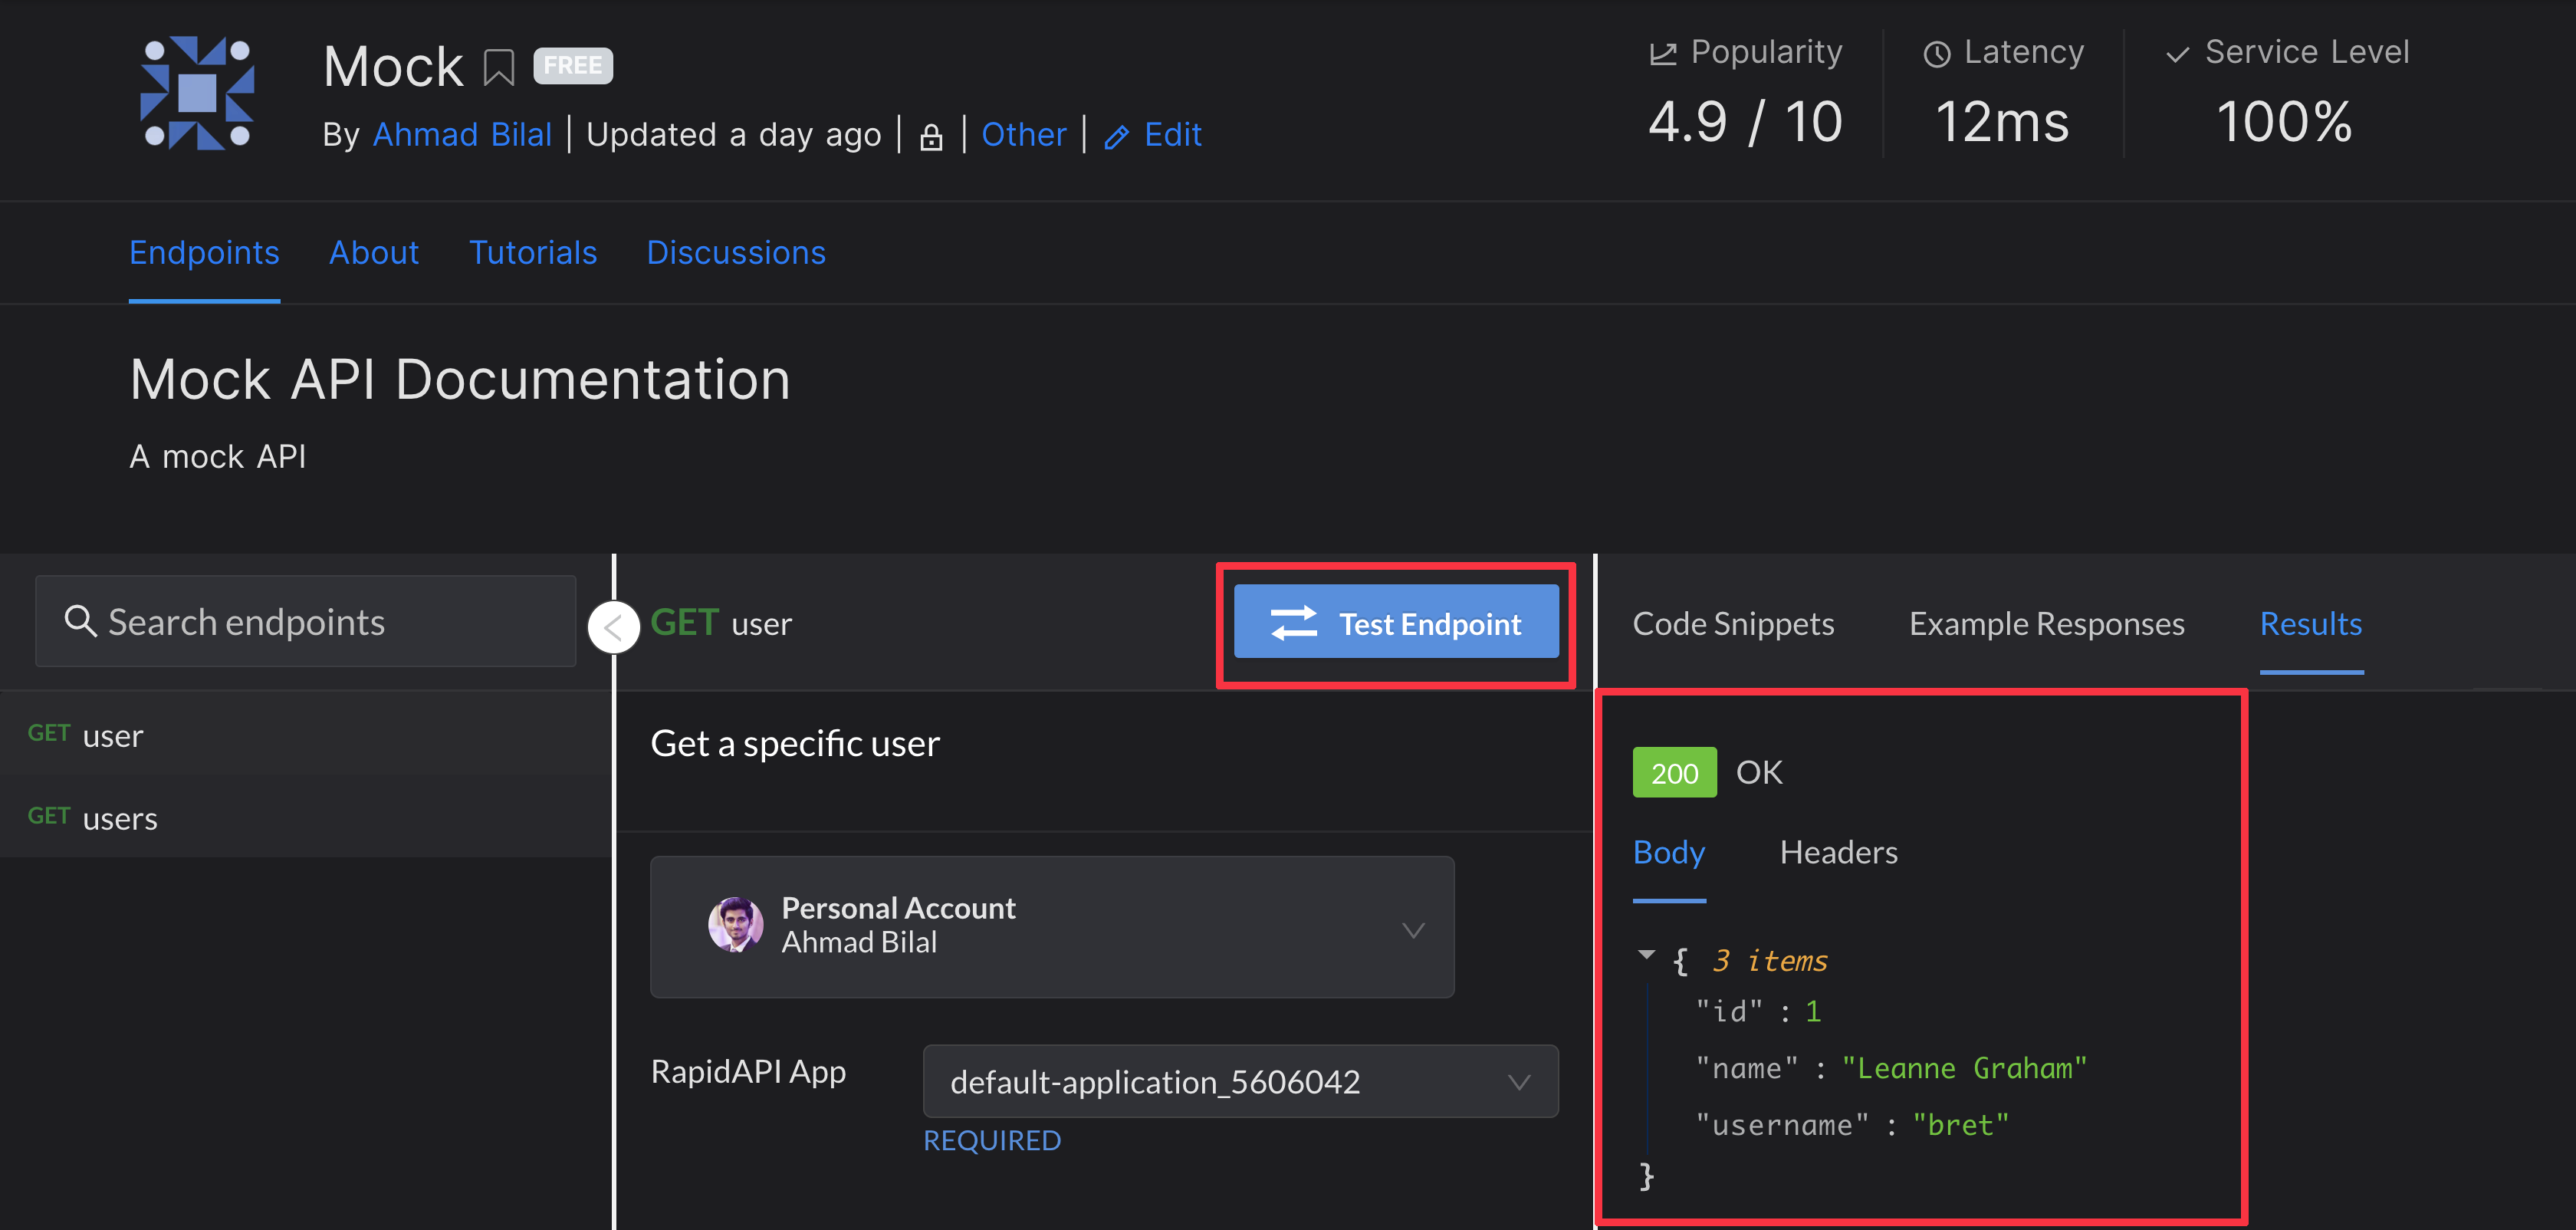 Mock FREE
By Ahmad Bilal | Updated a day ago | | Other | Edit
Popularity
4.9 / 10
Latency
12ms
Service Level
100%
Endpoints About Tutorials Discussions
Mock API Documentation
A mock API
Search endpoints
GET user
GET users
GET user
Test Endpoint
Get a specific user
Personal Account
Ahmad Bilal
RapidAPI App
default-application_5606042
REQUIRED
Code Snippets Example Responses Results
200 OK
Body Headers
{ 3 items
"id" : 1
"name" : "Leanne Graham"
"username" : "bret"
}